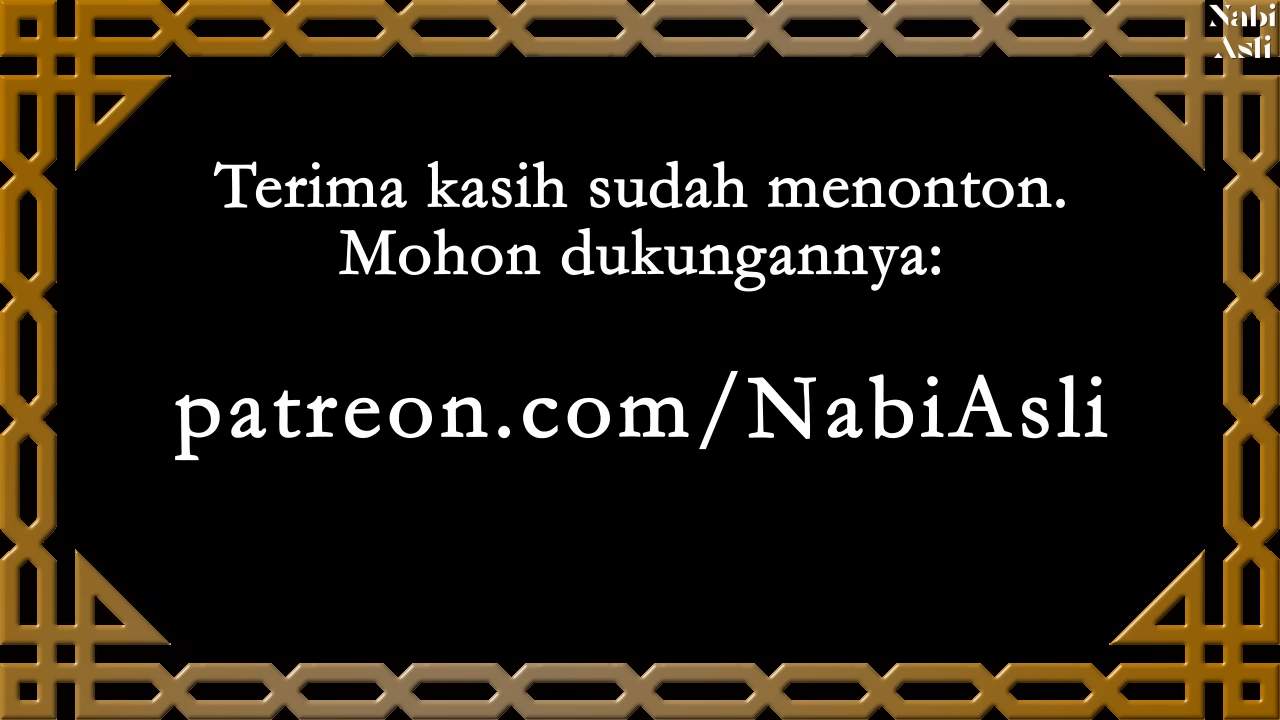 Nabi
Asli
Terima kasih sudah menonton.
Mohon dukungannya:
patreon.com/NabiAsli